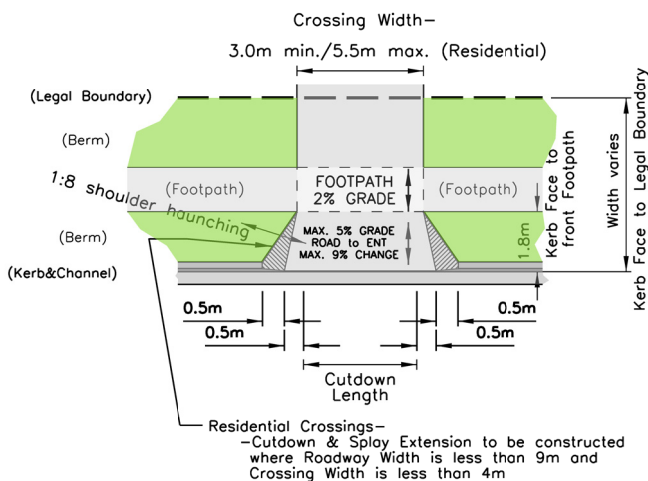 Crossing Width-
3.0m min./5.5m max. (Residential)
(Legal Boundary)
(Berm)
1:8 shoulder haunching
(Footpath)
FOOTPATH
2% GRADE
(Footpath)
(Berm)
MAX. 5% GRADE
ROAD to ENT
MAX. 9% CHANGE
(Kerb&Channel)
1.8m
Kerb Face to
front Footpath
Width varies
Kerb Face to Legal Boundary
0.5m
0.5m
0.5m
0.5m
Cutdown
Length
Residential Crossings-
-Cutdown & Splay Extension to be constructed
where Roadway Width is less than 9m and
Crossing Width is less than 4m